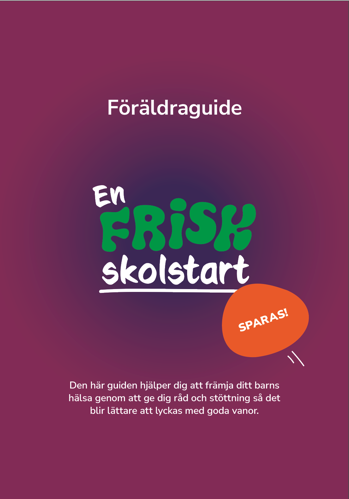 Föräldraguide
En
FRiSK
skolstart
SPARAS!
Den här guiden hjälper dig att främja ditt barns
hälsa genom att ge dig råd och stöttning så det
blir lättare att lyckas med goda vanor.